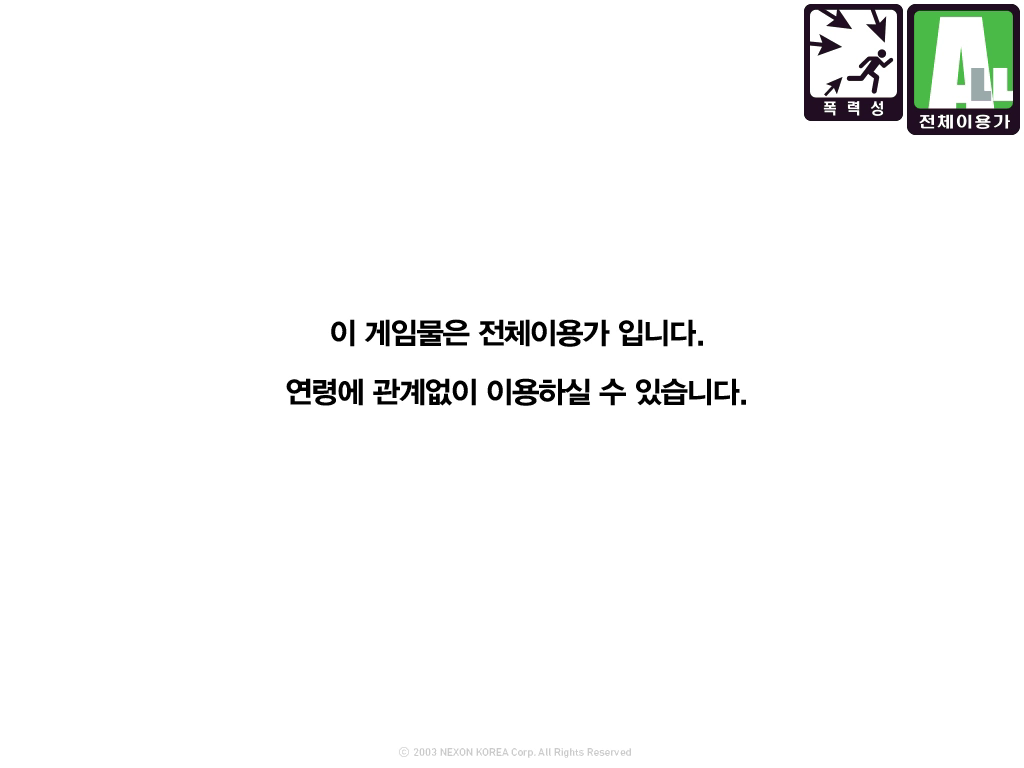 폭력성
ALL
전체이용가
이 게임물은 전체이용가 입니다.
연령에 관계없이 이용하실 수 있습니다.
ⓒ 2003 NEXON KOREA Corp. All Rights Reserved